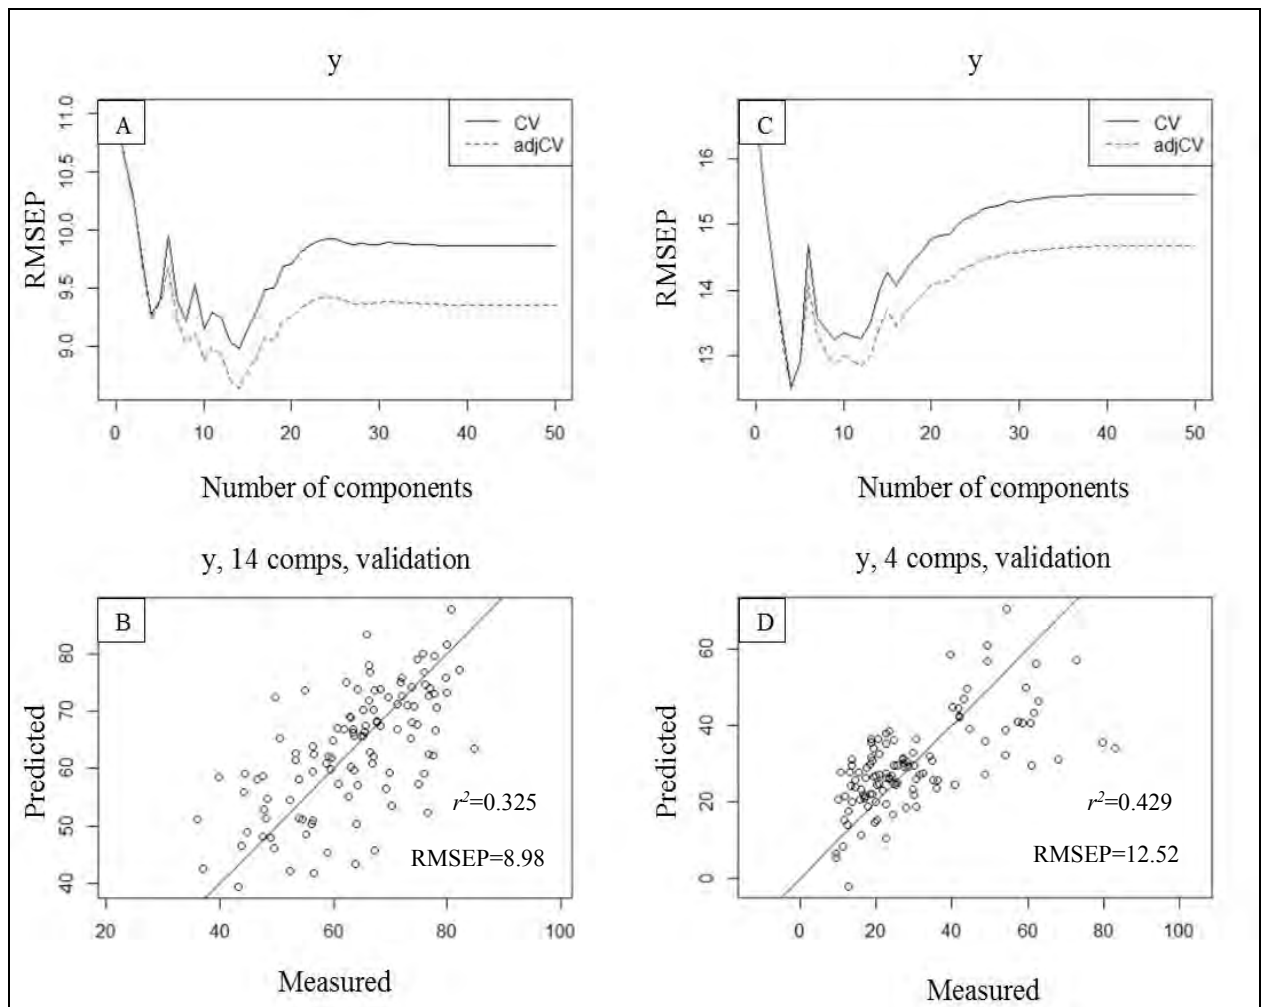 y
A
CV
adjCV
RMSEP
11.0
10.5
10.0
9.5
9.0
0 10 20 30 40 50
Number of components
y
C
CV
adjCV
RMSEP
16
15
14
13
0 10 20 30 40 50
Number of components
y, 14 comps, validation
B
Predicted
80
70
60
50
40
r²=0.325
RMSEP=8.98
20 40 60 80 100
Measured
y, 4 comps, validation
D
Predicted
60
40
20
0
r²=0.429
RMSEP=12.52
0 20 40 60 80 100
Measured